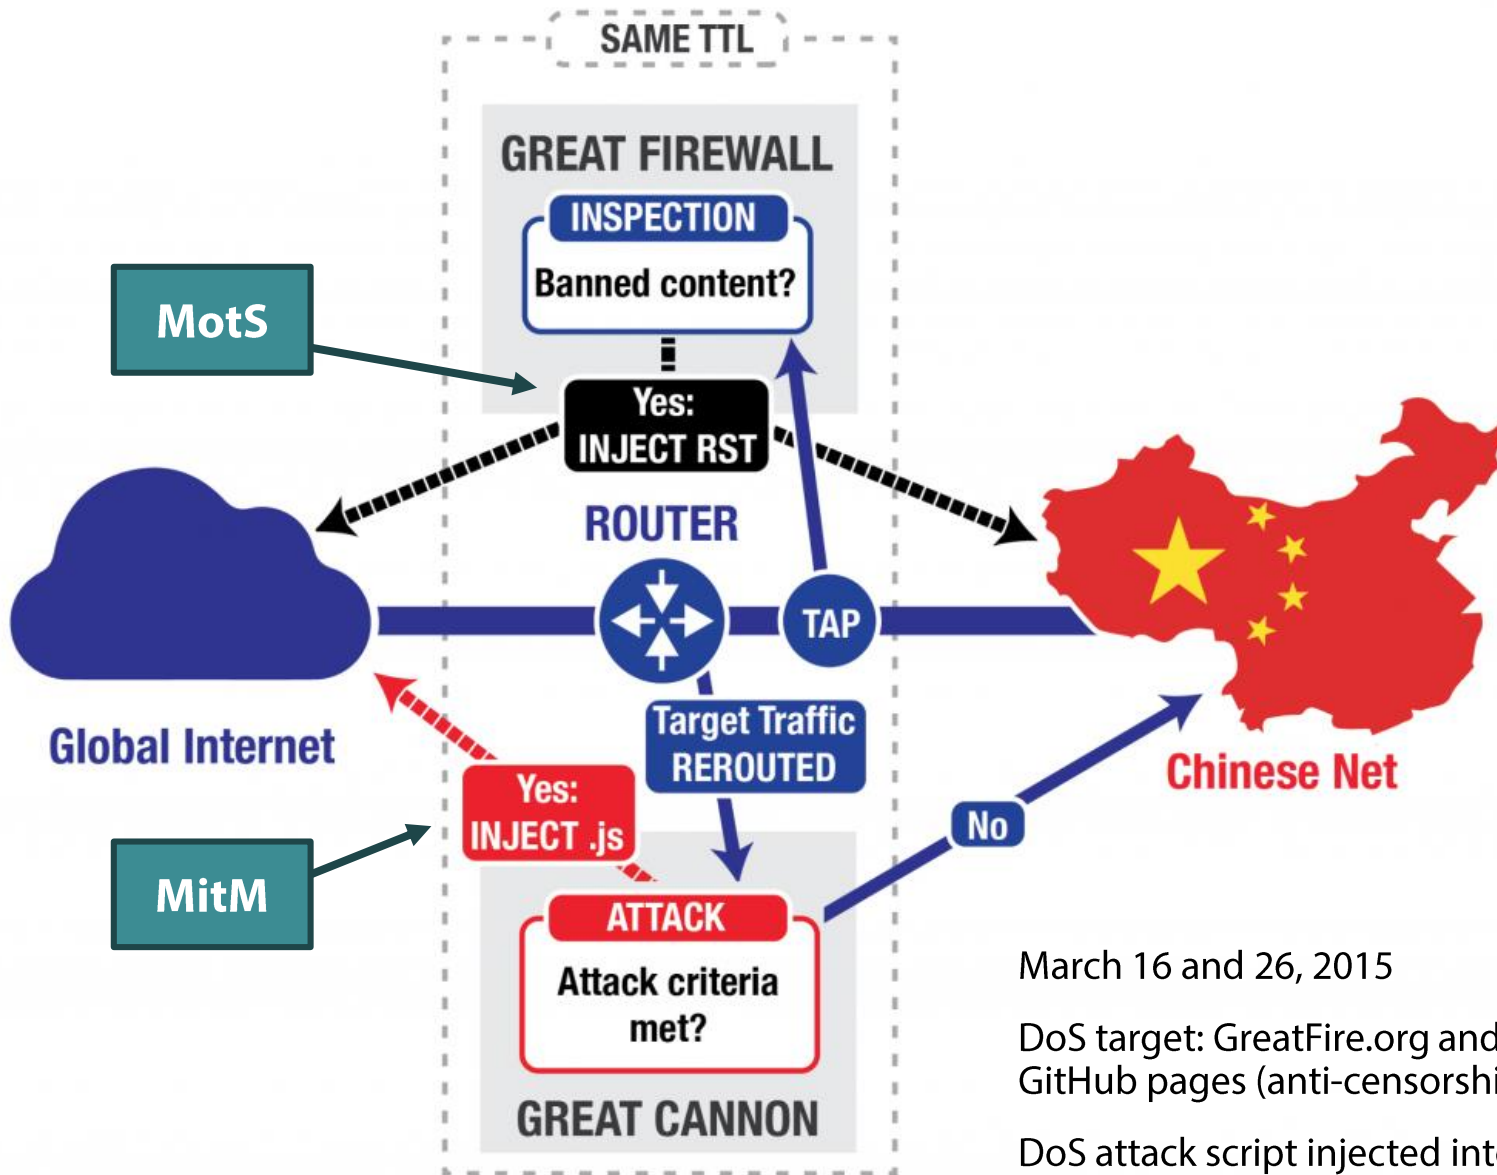 SAME TTL
GREAT FIREWALL
INSPECTION
Banned content?
MotS
Yes:
INJECT RST
ROUTER
TAP
Global Internet
Target Traffic
REROUTED
Chinese Net
Yes:
INJECT .js
No
MitM
ATTACK
Attack criteria
met?
GREAT CANNON
March 16 and 26, 2015
DoS target: GreatFire.org and
GitHub pages (anti-censorshi
DoS attack script injected int